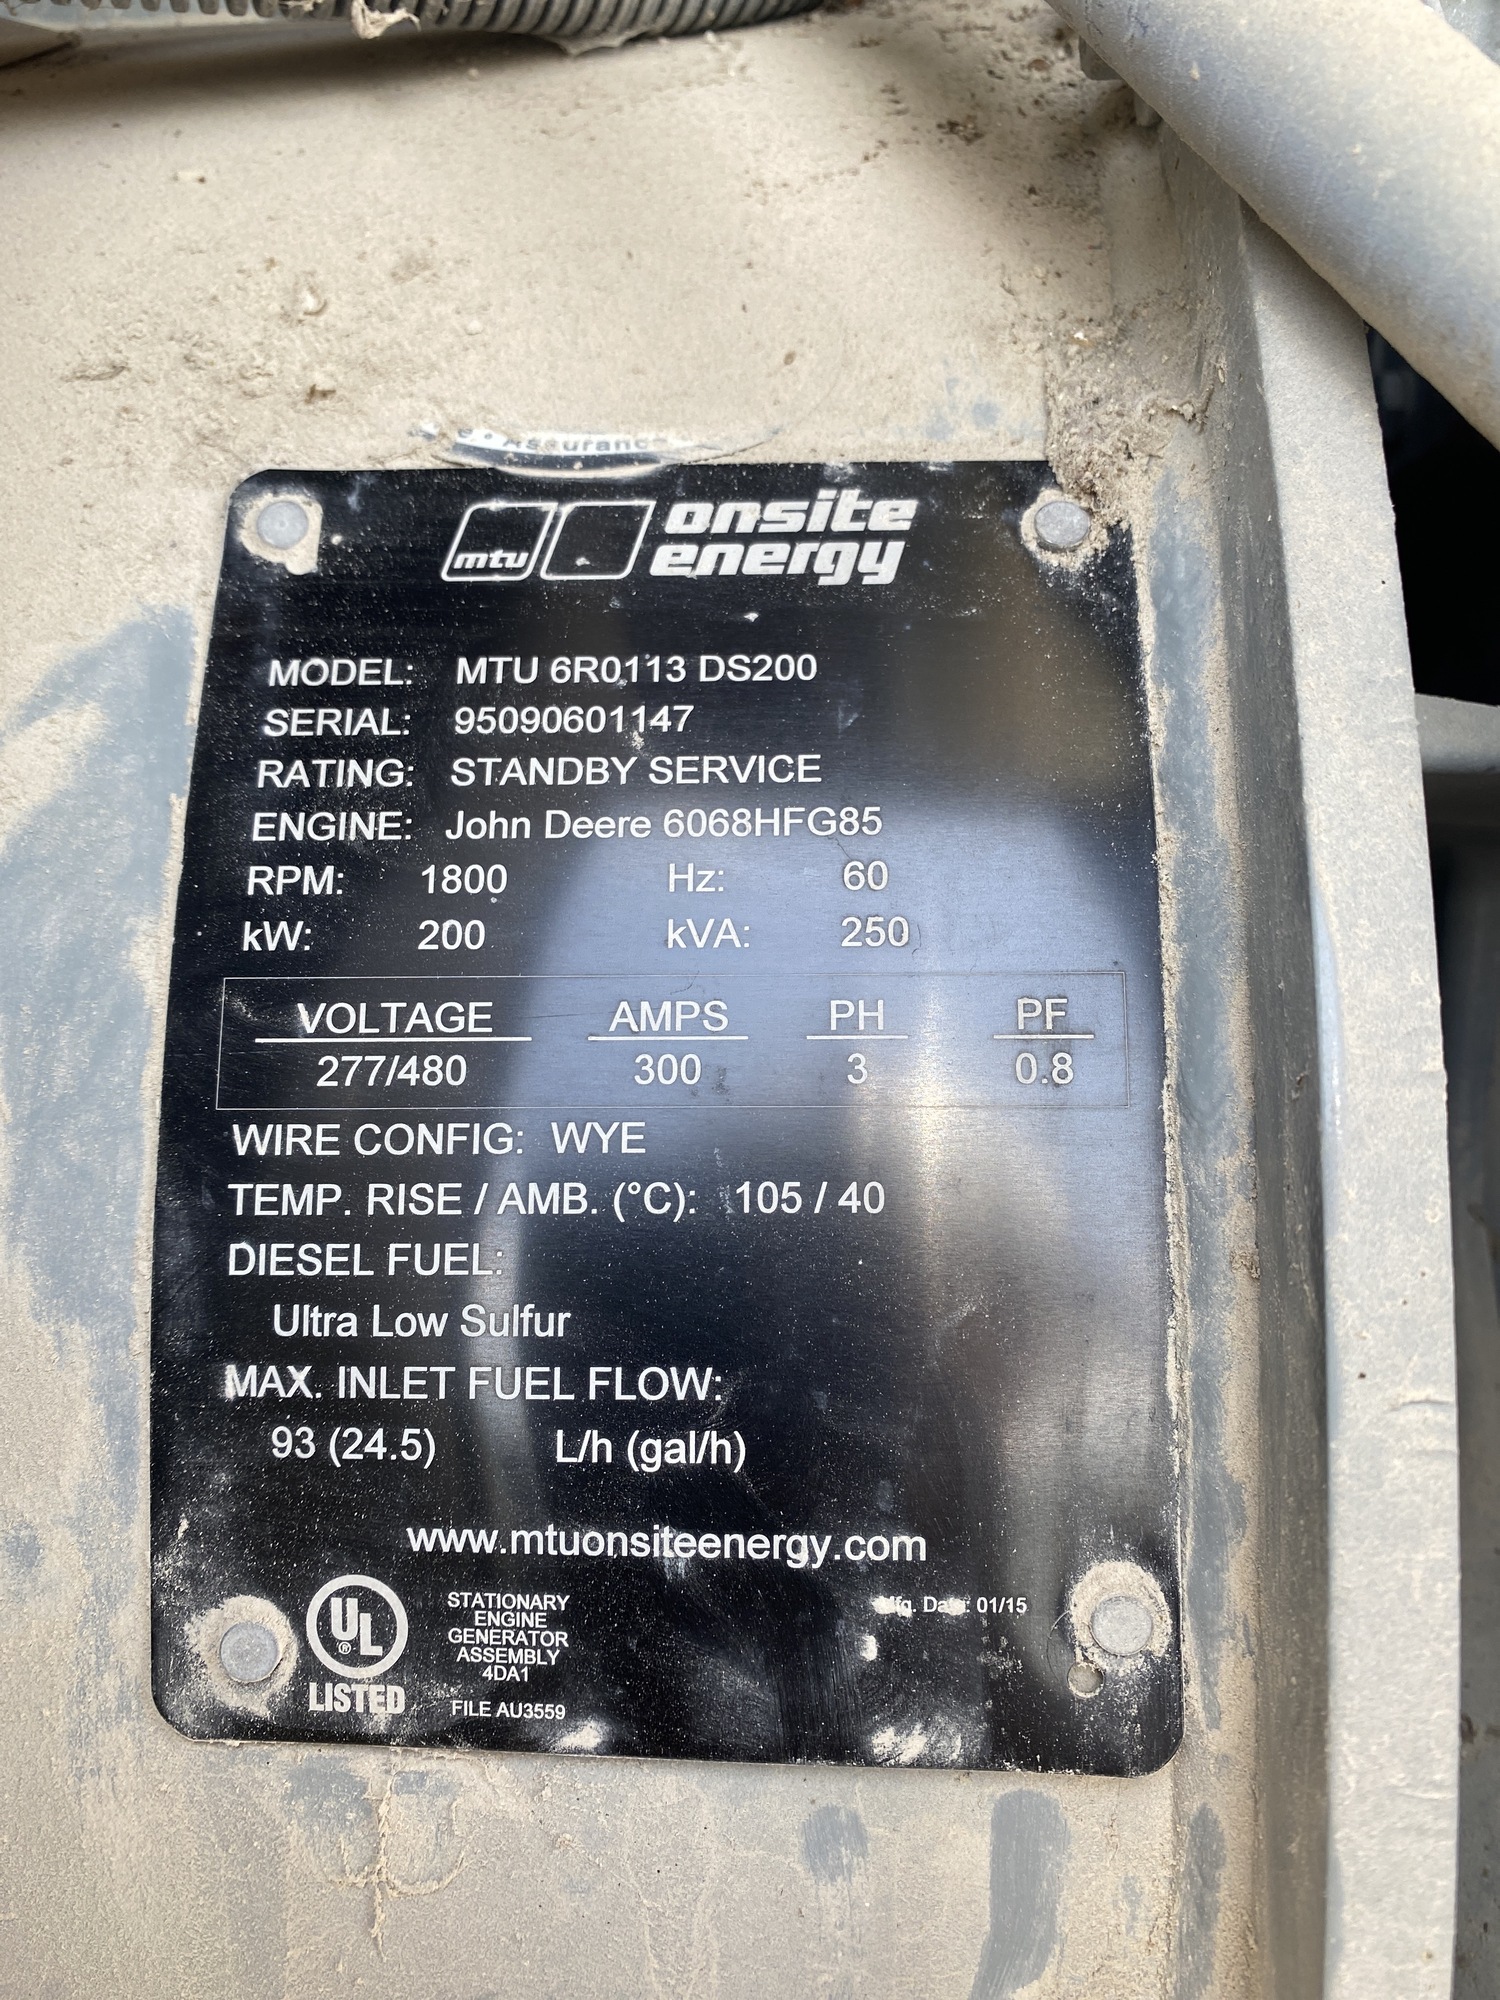 e • Assuranc
mtu onsite
energy
MODEL: MTU 6R0113 DS200
SERIAL: 95090601147
RATING: STANDBY SERVICE
ENGINE: John Deere 6068HFG85
RPM: 1800 Hz: 60
kW: 200 kVA: 250
VOLTAGE AMPS PH PF
277/480 300 3 0.8
WIRE CONFIG: WYE
TEMP. RISE / AMB. (°C): 105 / 40
DIESEL FUEL:
Ultra Low Sulfur
MAX. INLET FUEL FLOW:
93 (24.5) L/h (gal/h)
www.mtuonsiteenergy.com
UL
®
LISTED
STATIONARY
ENGINE
GENERATOR
ASSEMBLY
4DA1
FILE AU3559
Mfg. Date: 01/15